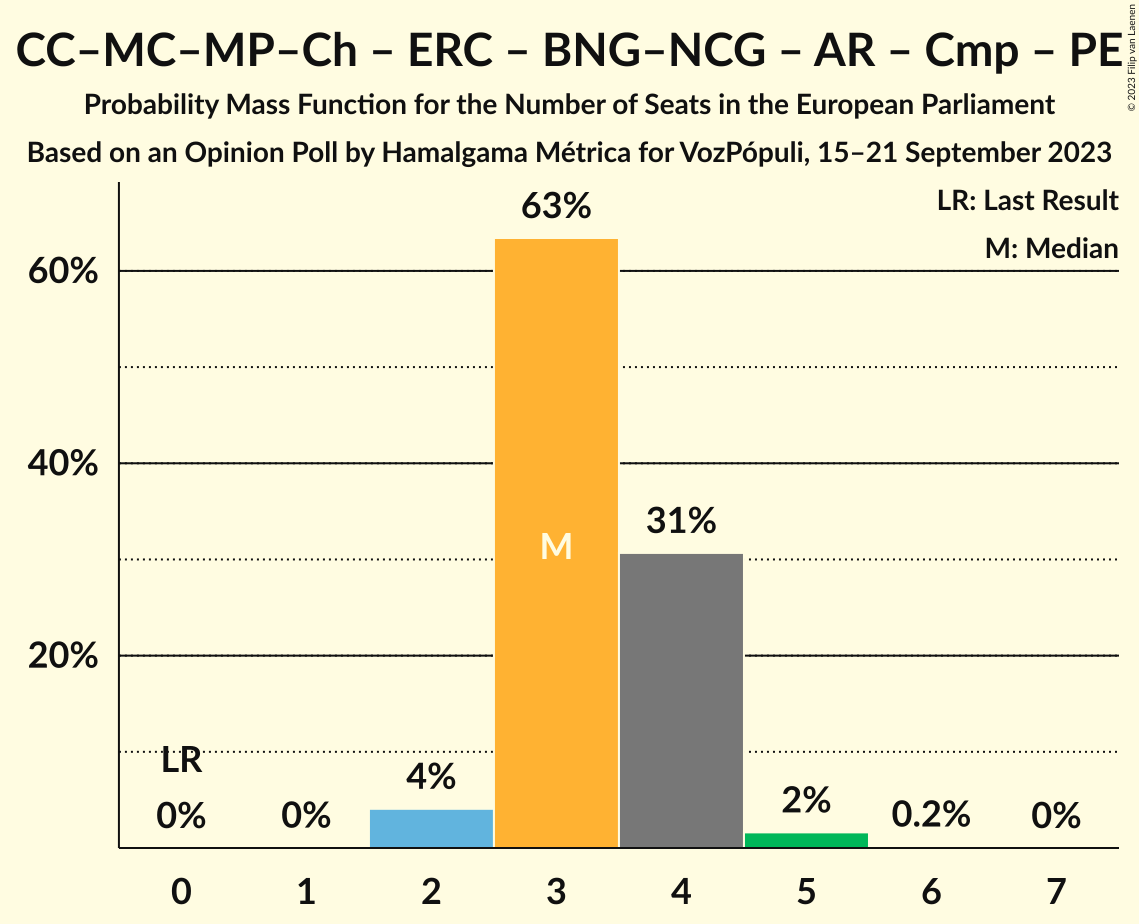 CC–MC–MP–Ch – ERC – BNG–NCG – AR – Cmp – PE
Probability Mass Function for the Number of Seats in the European Parliament
Based on an Opinion Poll by Hamalgama Métrica for VozPópuli, 15–21 September 2023
© 2023 Filip van Laenen
LR: Last Result
M: Median
63%
60%
40%
M
31%
20%
LR
0%
0%
4%
2%
0.2%
0%
0 1 2 3 4 5 6 7